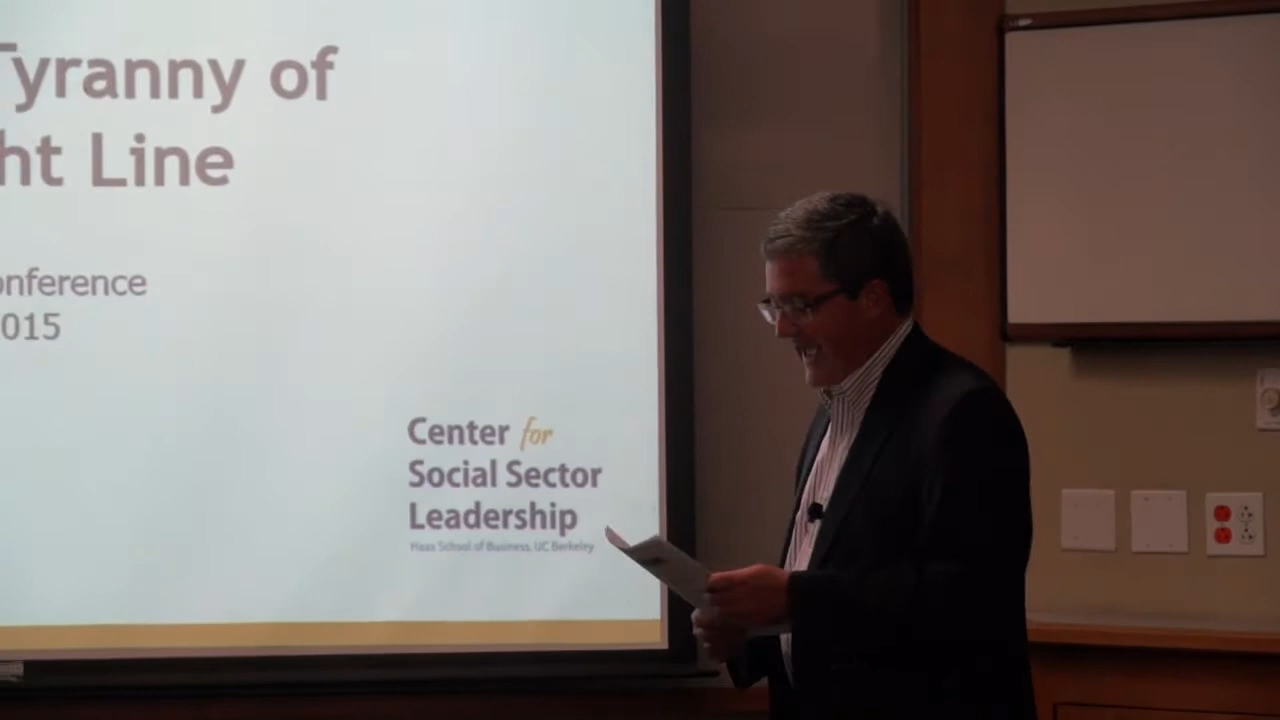 Tyranny of
ht Line
onference
015
Center for
Social Sector
Leadership
Haas School of Business, UC Berkeley